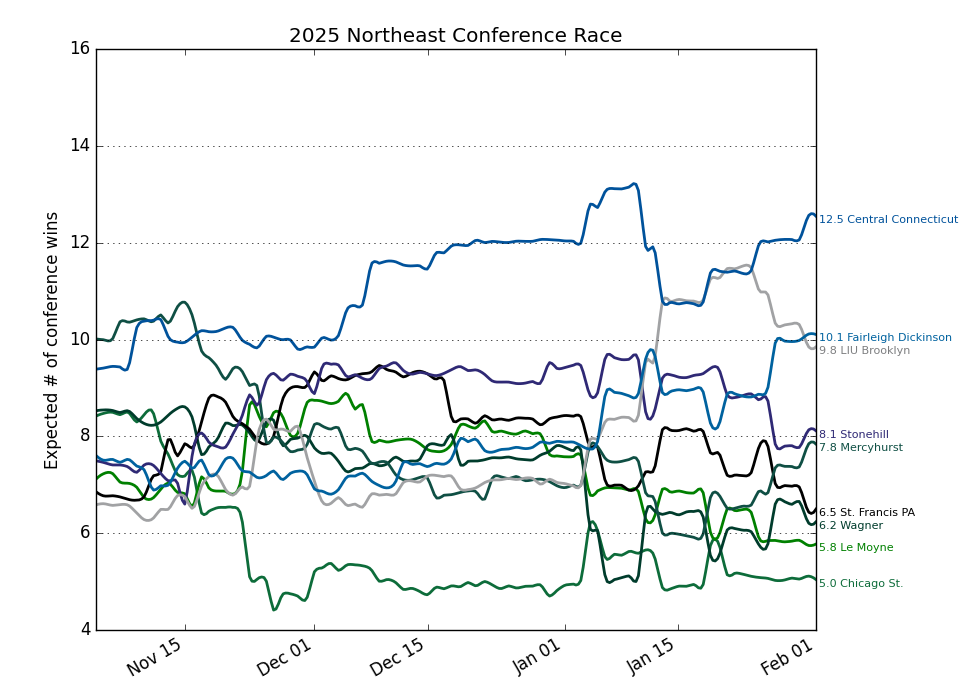 2025 Northeast Conference Race
Expected # of conference wins
16
14
12
10
8
6
4
12.5 Central Connecticut
10.1 Fairleigh Dickinson
9.8 LIU Brooklyn
8.1 Stonehill
7.8 Mercyhurst
6.5 St. Francis PA
6.2 Wagner
5.8 Le Moyne
5.0 Chicago St.
Nov 15
Dec 01
Dec 15
Jan 01
Jan 15
Feb 01